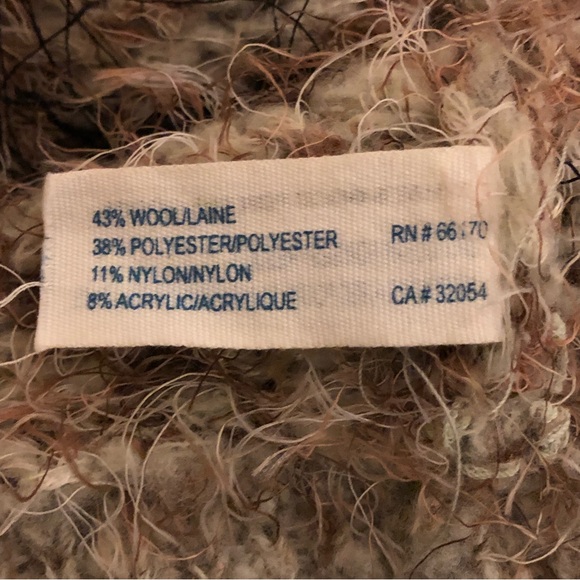 43% WOOL/LAINE
38% POLYESTER/POLYESTER
11% NYLON/NYLON
8% ACRYLIC/ACRYLIQUE
RN #
CA # 32054